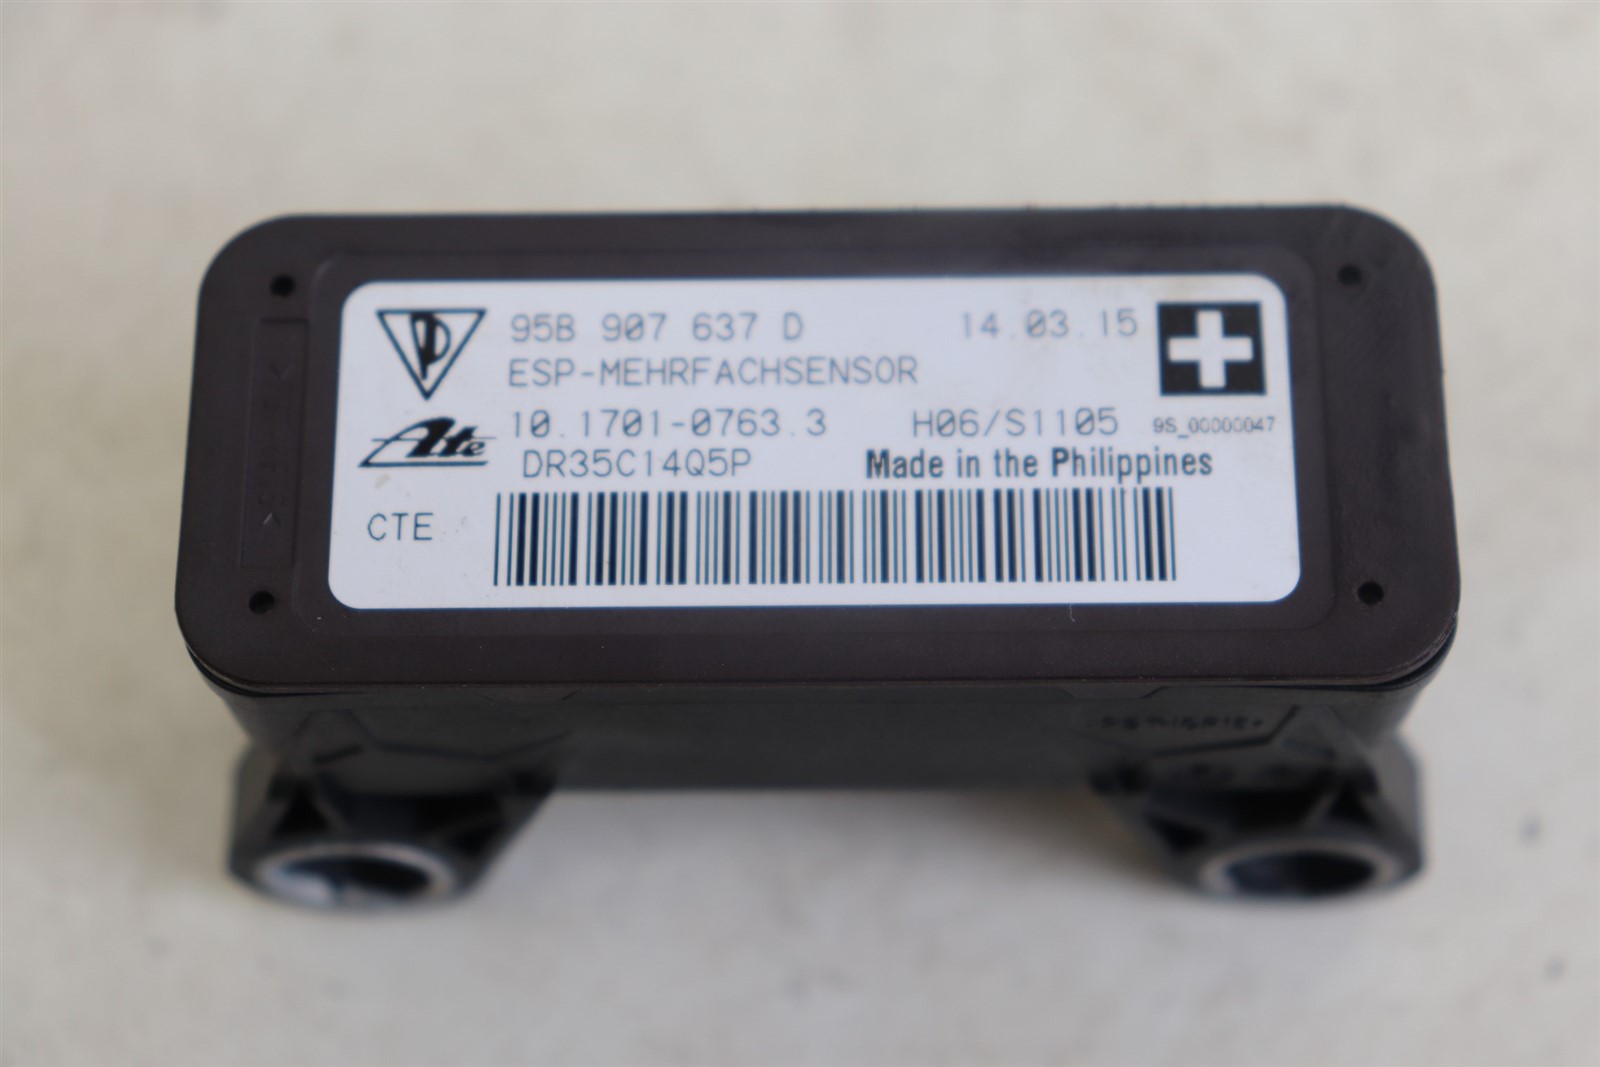 95B 907 637 D 14.03.15
ESP-MEHRFACHSENSOR
Ate 10.1701-0763.3 H06/S1105 9S_00000047
DR35C14Q5P Made in the Philippines
CTE